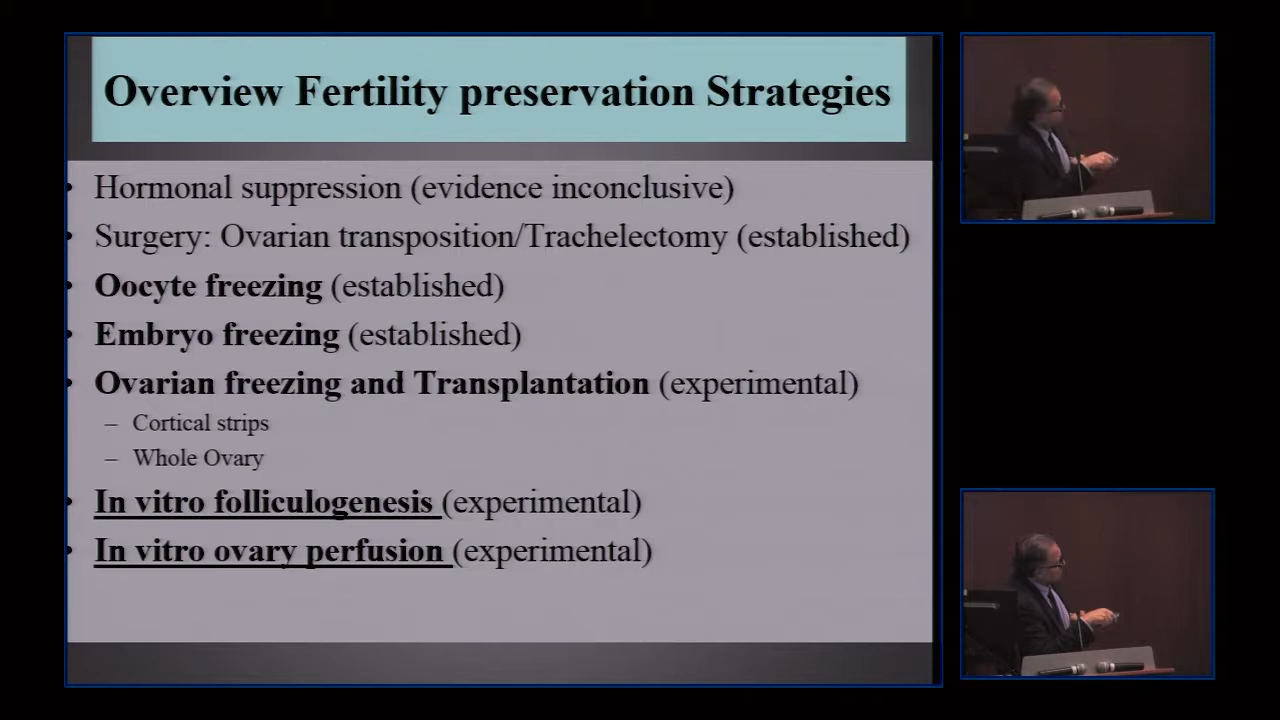 Overview Fertility preservation Strategies
• Hormonal suppression (evidence inconclusive)
• Surgery: Ovarian transposition/Trachelectomy (established)
• Oocyte freezing (established)
• Embryo freezing (established)
• Ovarian freezing and Transplantation (experimental)
– Cortical strips
– Whole Ovary
• In vitro folliculogenesis (experimental)
• In vitro ovary perfusion (experimental)